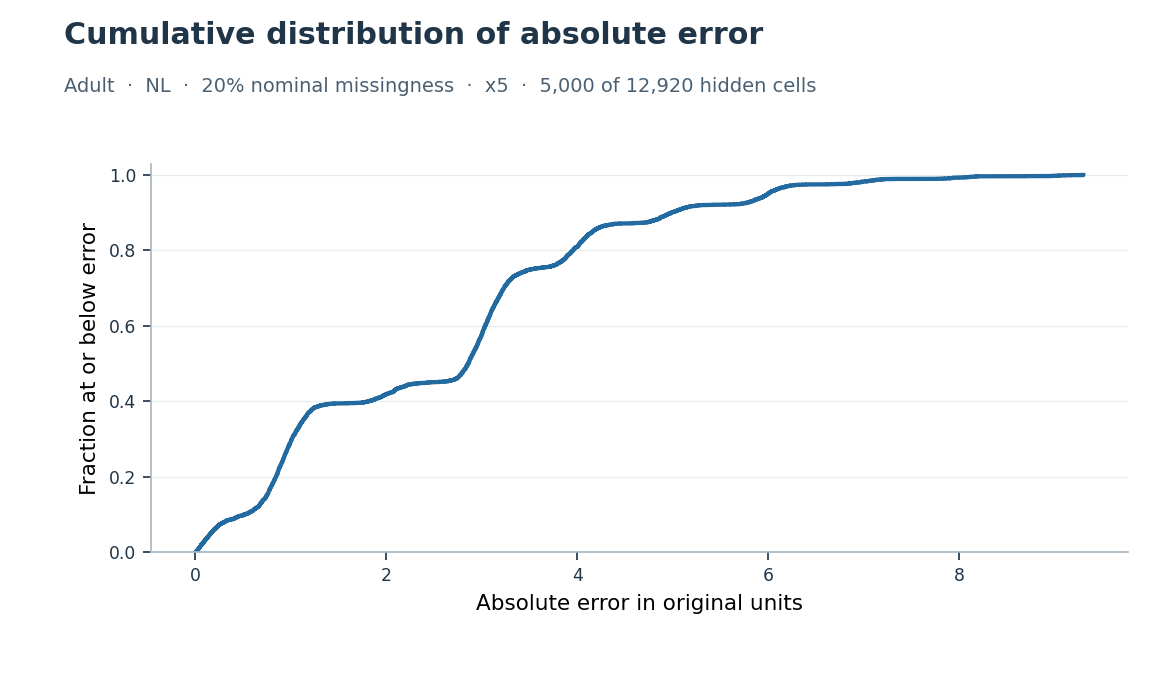 Cumulative distribution of absolute error
Adult · NL · 20% nominal missingness · x5 · 5,000 of 12,920 hidden cells
Fraction at or below error
1.0
0.8
0.6
0.4
0.2
0.0
0 2 4 6 8
Absolute error in original units